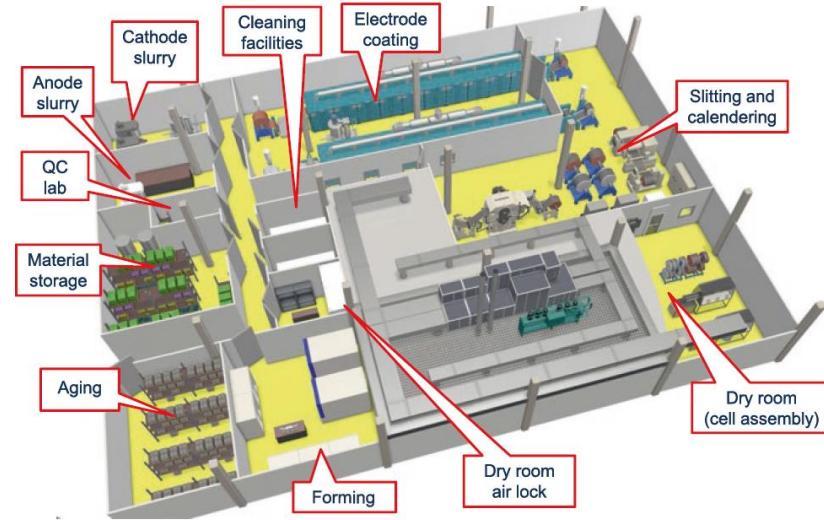 Cathode
slurry
Cleaning
facilities
Electrode
coating
Anode
slurry
Slitting and
calendering
QC
lab
Material
storage
Aging
Forming
Dry room
air lock
Dry room
(cell assembly)